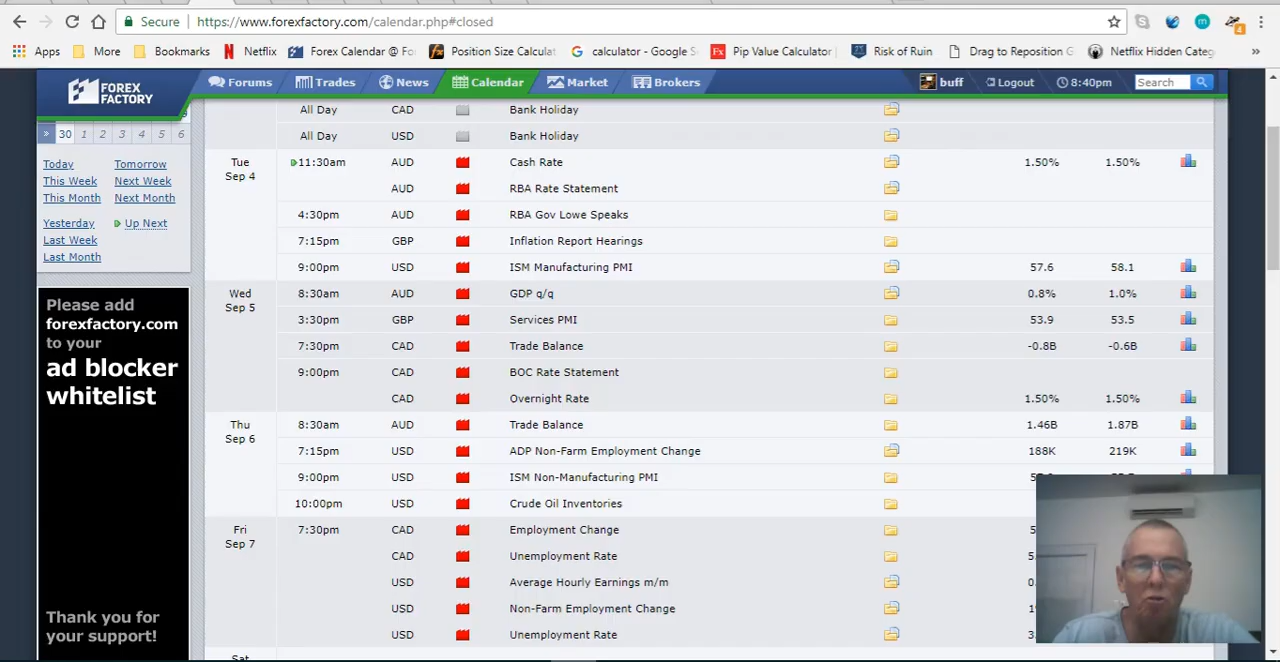 Secure
https://www.forexfactory.com/calendar.php#closed
Apps
More
Bookmarks
Netflix
Forex Calendar @ Fo
Position Size Calculat
calculator - Google S
Pip Value Calculator
Risk of Ruin
Drag to Reposition G
Netflix Hidden Categ
»
4
FOREX FACTORY
Forums
Trades
News
Calendar
Market
Brokers
buff
Logout
8:40pm
Search
» 30 1 2 3 4 5 6
Today Tomorrow
This Week Next Week
This Month Next Month
Yesterday Up Next
Last Week
Last Month
Please add
forexfactory.com
to your
ad blocker
whitelist
Thank you for
your support!
All Day CAD Bank Holiday
All Day USD Bank Holiday
Tue Sep 4 11:30am AUD Cash Rate 1.50% 1.50%
AUD RBA Rate Statement
4:30pm AUD RBA Gov Lowe Speaks
7:15pm GBP Inflation Report Hearings
9:00pm USD ISM Manufacturing PMI 57.6 58.1
Wed Sep 5 8:30am AUD GDP q/q 0.8% 1.0%
3:30pm GBP Services PMI 53.9 53.5
7:30pm CAD Trade Balance -0.8B -0.6B
9:00pm CAD BOC Rate Statement
CAD Overnight Rate 1.50% 1.50%
Thu Sep 6 8:30am AUD Trade Balance 1.46B 1.87B
7:15pm USD ADP Non-Farm Employment Change 188K 219K
9:00pm USD ISM Non-Manufacturing PMI
10:00pm USD Crude Oil Inventories
Fri Sep 7 7:30pm CAD Employment Change
CAD Unemployment Rate
USD Average Hourly Earnings m/m
USD Non-Farm Employment Change
USD Unemployment Rate
Sat